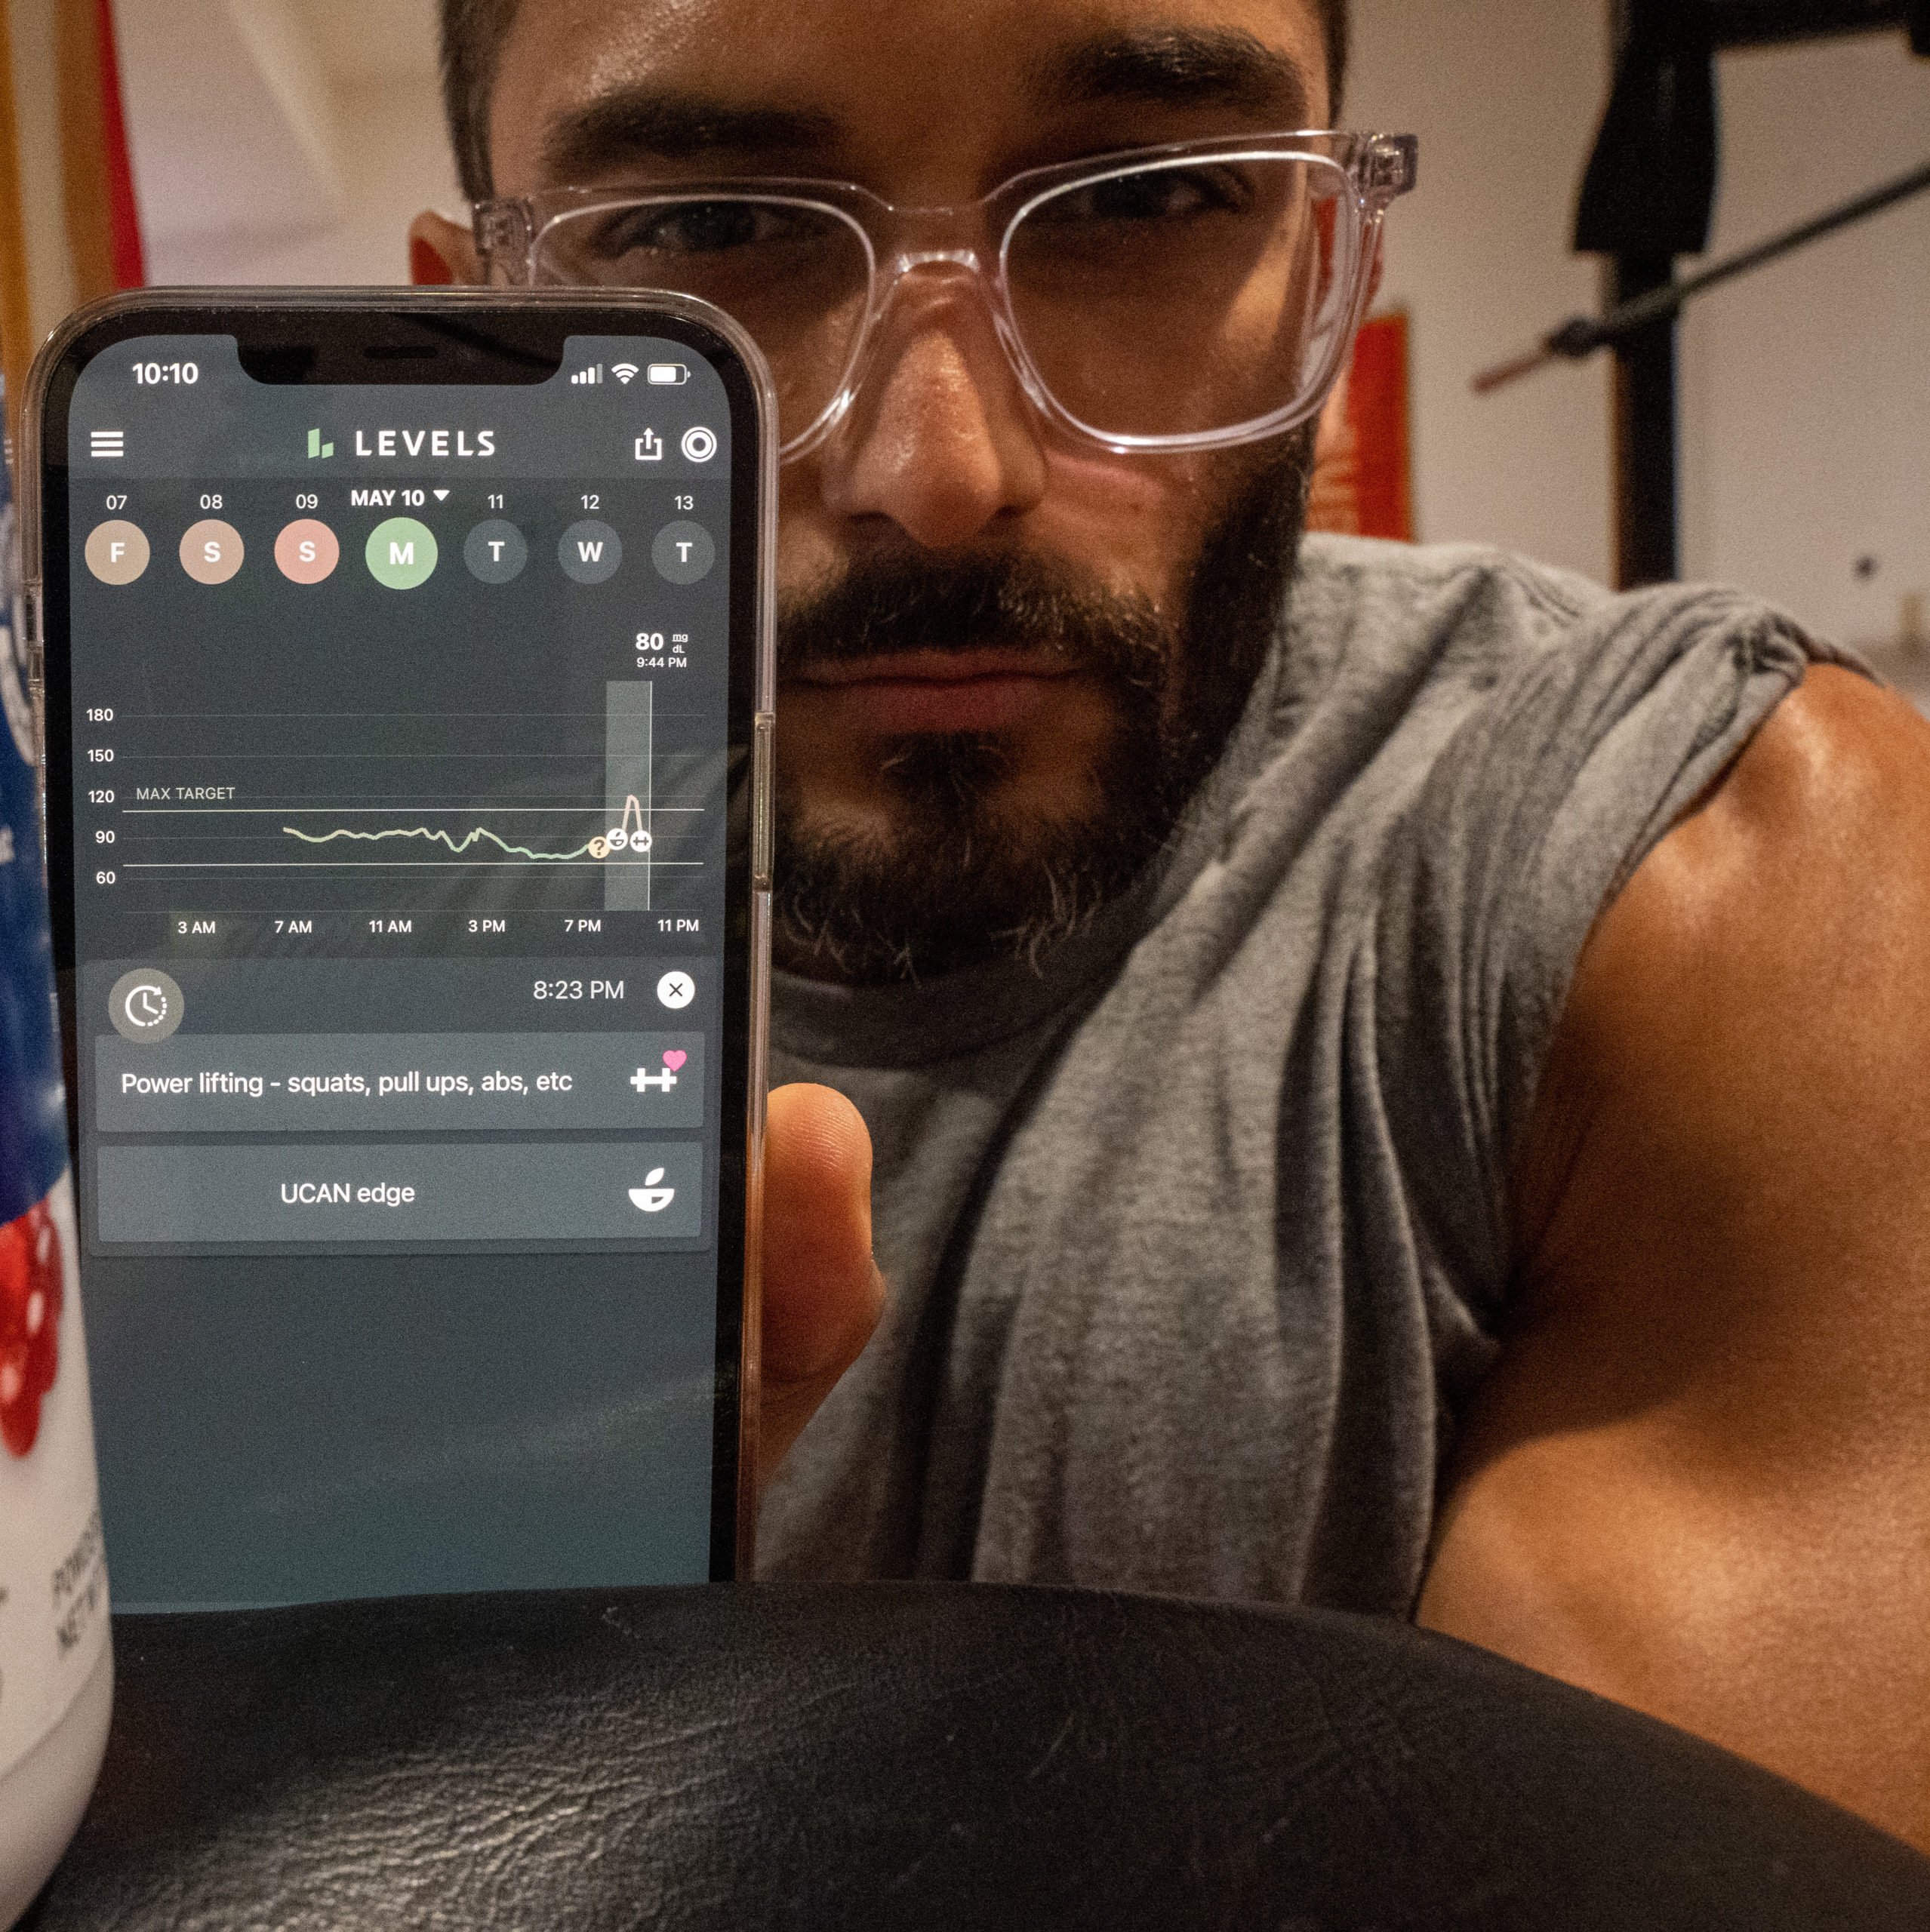 10:10
LEVELS
07 08 09 MAY 10 11 12 13
F S S M T W T
80 mg dL
9:44 PM
180
150
120 MAX TARGET
90
?
60
3 AM 7 AM 11 AM 3 PM 7 PM 11 PM
8:23 PM
Power lifting - squats, pull ups, abs, etc
UCAN edge